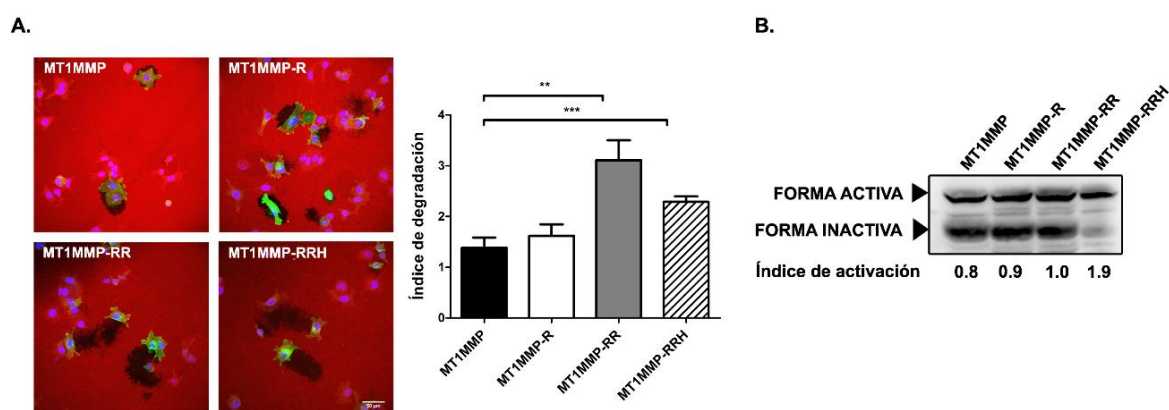 A.
MT1MMP
MT1MMP-R
MT1MMP-RR
MT1MMP-RRH
50 µm
Índice de degradación
4
3
2
1
0
**
***
MT1MMP
MT1MMP-R
MT1MMP-RR
MT1MMP-RRH
B.
MT1MMP
MT1MMP-R
MT1MMP-RR
MT1MMP-RRH
FORMA ACTIVA
FORMA INACTIVA
Índice de activación 0.8 0.9 1.0 1.9